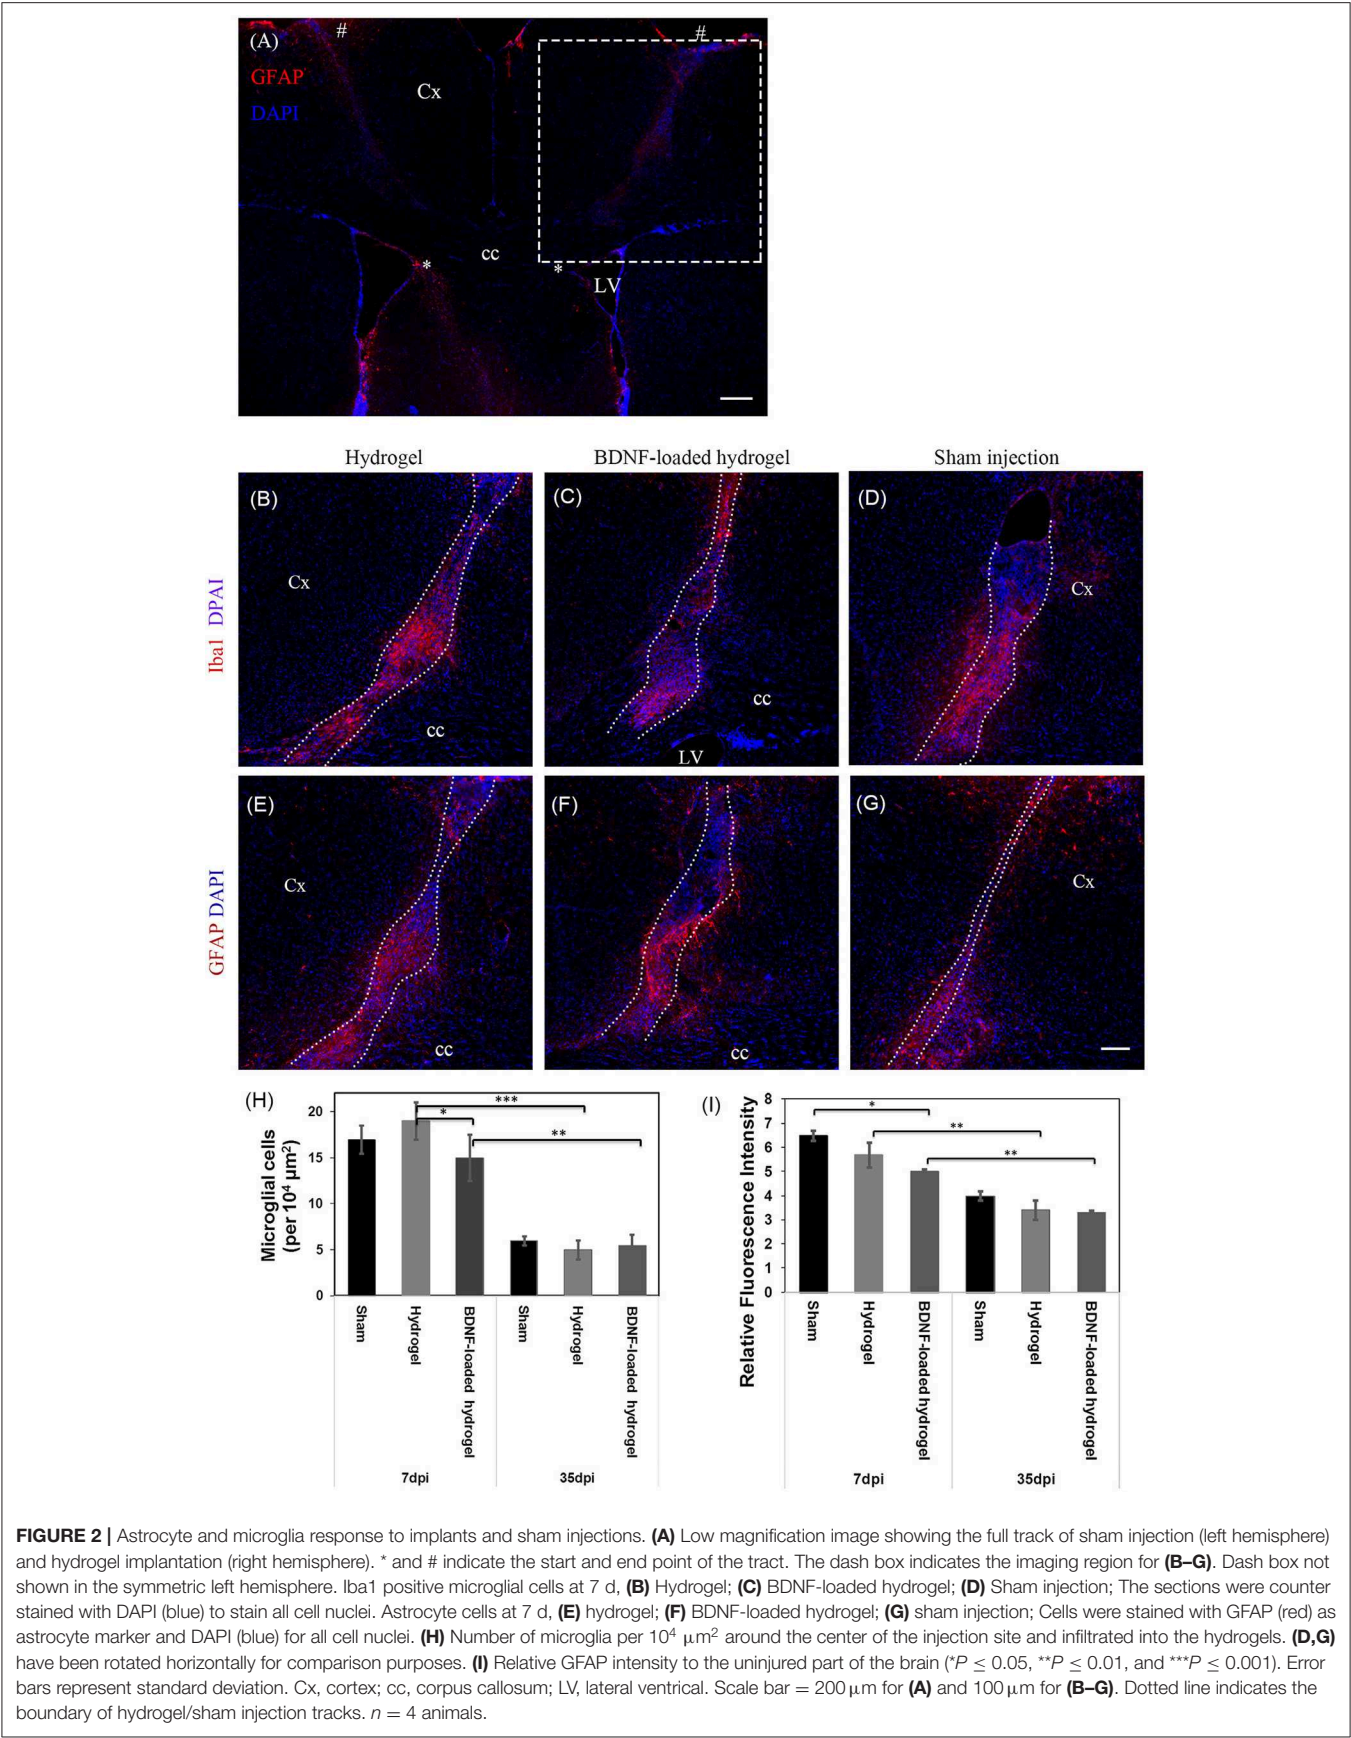 (A)
#
#
GFAP
Cx
DAPI
cc
*
*
LV
Hydrogel
BDNF-loaded hydrogel
Sham injection
Iba1 DPAI
(B)
Cx
cc
(C)
cc
LV
(D)
Cx
GFAP DAPI
(E)
Cx
cc
(F)
cc
(G)
Cx
(H)
Microglial cells
(per 10⁴ µm²)
20
15
10
5
0
***
*
**
Sham
Hydrogel
BDNF-loaded hydrogel
Sham
Hydrogel
BDNF-loaded hydrogel
7dpi
35dpi
(I)
Relative Fluorescence Intensity
8
7
6
5
4
3
2
1
0
*
**
**
Sham
Hydrogel
BDNF-loaded hydrogel
Sham
Hydrogel
BDNF-loaded hydrogel
7dpi
35dpi
FIGURE 2 | Astrocyte and microglia response to implants and sham injections. (A) Low magnification image showing the full track of sham injection (left hemisphere)
and hydrogel implantation (right hemisphere). * and # indicate the start and end point of the tract. The dash box indicates the imaging region for (B–G). Dash box not
shown in the symmetric left hemisphere. Iba1 positive microglial cells at 7 d, (B) Hydrogel; (C) BDNF-loaded hydrogel; (D) Sham injection; The sections were counter
stained with DAPI (blue) to stain all cell nuclei. Astrocyte cells at 7 d, (E) hydrogel; (F) BDNF-loaded hydrogel; (G) sham injection; Cells were stained with GFAP (red) as
astrocyte marker and DAPI (blue) for all cell nuclei. (H) Number of microglia per 10⁴ µm² around the center of the injection site and infiltrated into the hydrogels. (D,G)
have been rotated horizontally for comparison purposes. (I) Relative GFAP intensity to the uninjured part of the brain (*P ≤ 0.05, **P ≤ 0.01, and ***P ≤ 0.001). Error
bars represent standard deviation. Cx, cortex; cc, corpus callosum; LV, lateral ventrical. Scale bar = 200 µm for (A) and 100 µm for (B–G). Dotted line indicates the
boundary of hydrogel/sham injection tracks. n = 4 animals.